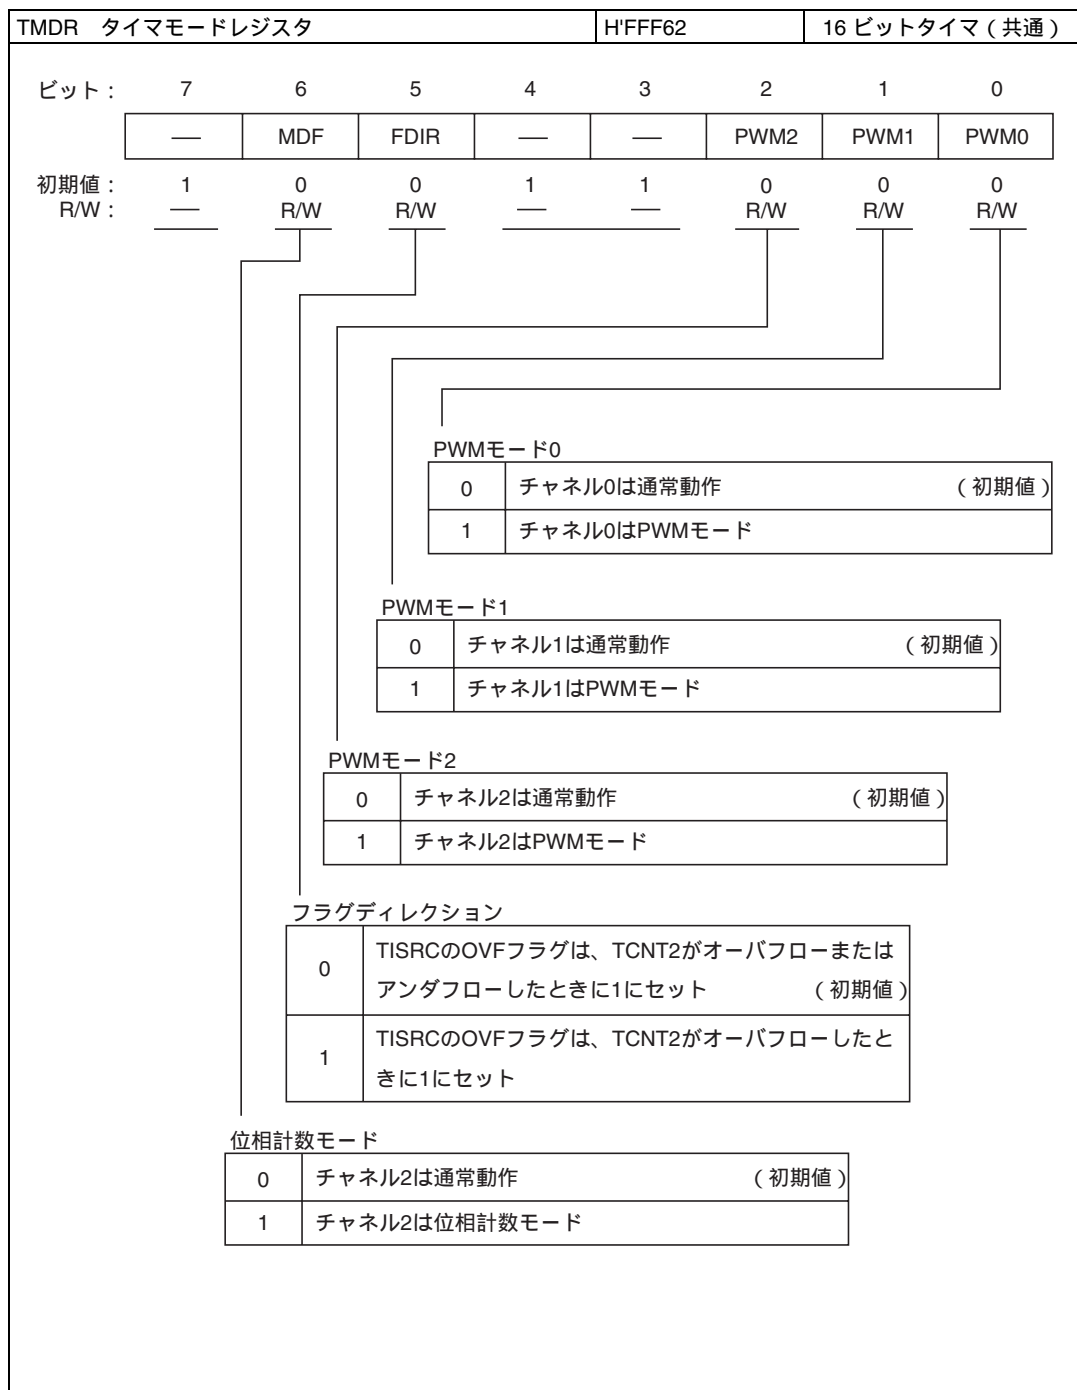 TMDR タイマモードレジスタ H'FFF62 16 ビットタイマ（共通）
ビット： 7 6 5 4 3 2 1 0
— MDF FDIR — — PWM2 PWM1 PWM0
初期値： 1 0 0 1 1 0 0 0
R/W： — R/W R/W — — R/W R/W R/W
PWMモード0
0 チャネル0は通常動作 （初期値）
1 チャネル0はPWMモード
PWMモード1
0 チャネル1は通常動作 （初期値）
1 チャネル1はPWMモード
PWMモード2
0 チャネル2は通常動作 （初期値）
1 チャネル2はPWMモード
フラグディレクション
0 TISRCのOVFフラグは、TCNT2がオーバフローまたは
アンダフローしたときに1にセット （初期値）
1 TISRCのOVFフラグは、TCNT2がオーバフローしたと
きに1にセット
位相計数モード
0 チャネル2は通常動作 （初期値）
1 チャネル2は位相計数モード